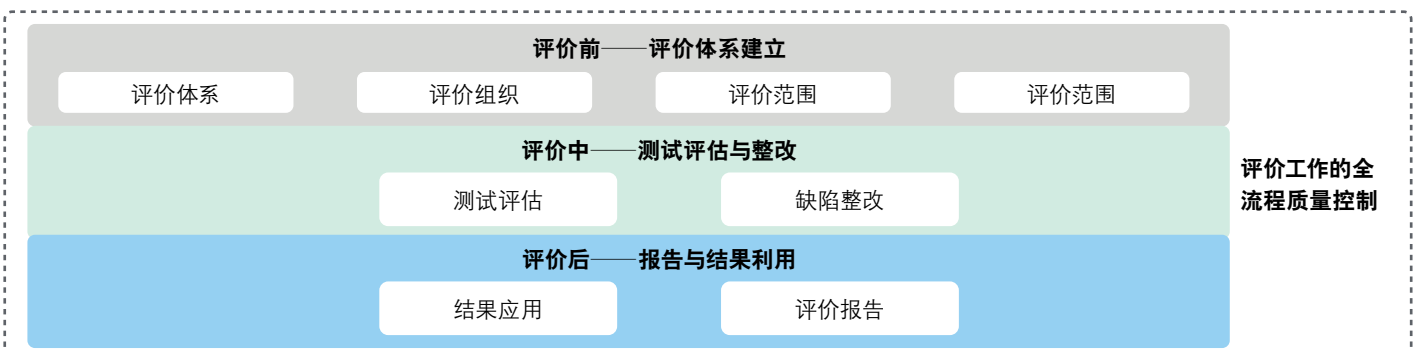 评价前——评价体系建立
评价体系
评价组织
评价范围
评价范围
评价中——测试评估与整改
测试评估
缺陷整改
评价后——报告与结果利用
结果应用
评价报告
评价工作的全
流程质量控制